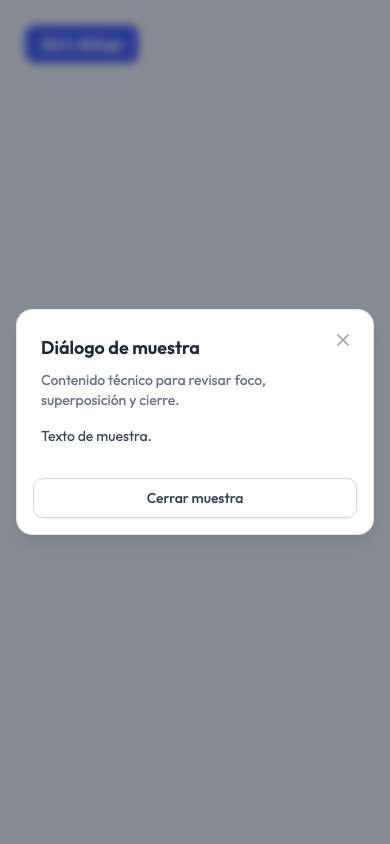 Diálogo de muestra
Contenido técnico para revisar foco,
superposición y cierre.
Texto de muestra.
Cerrar muestra